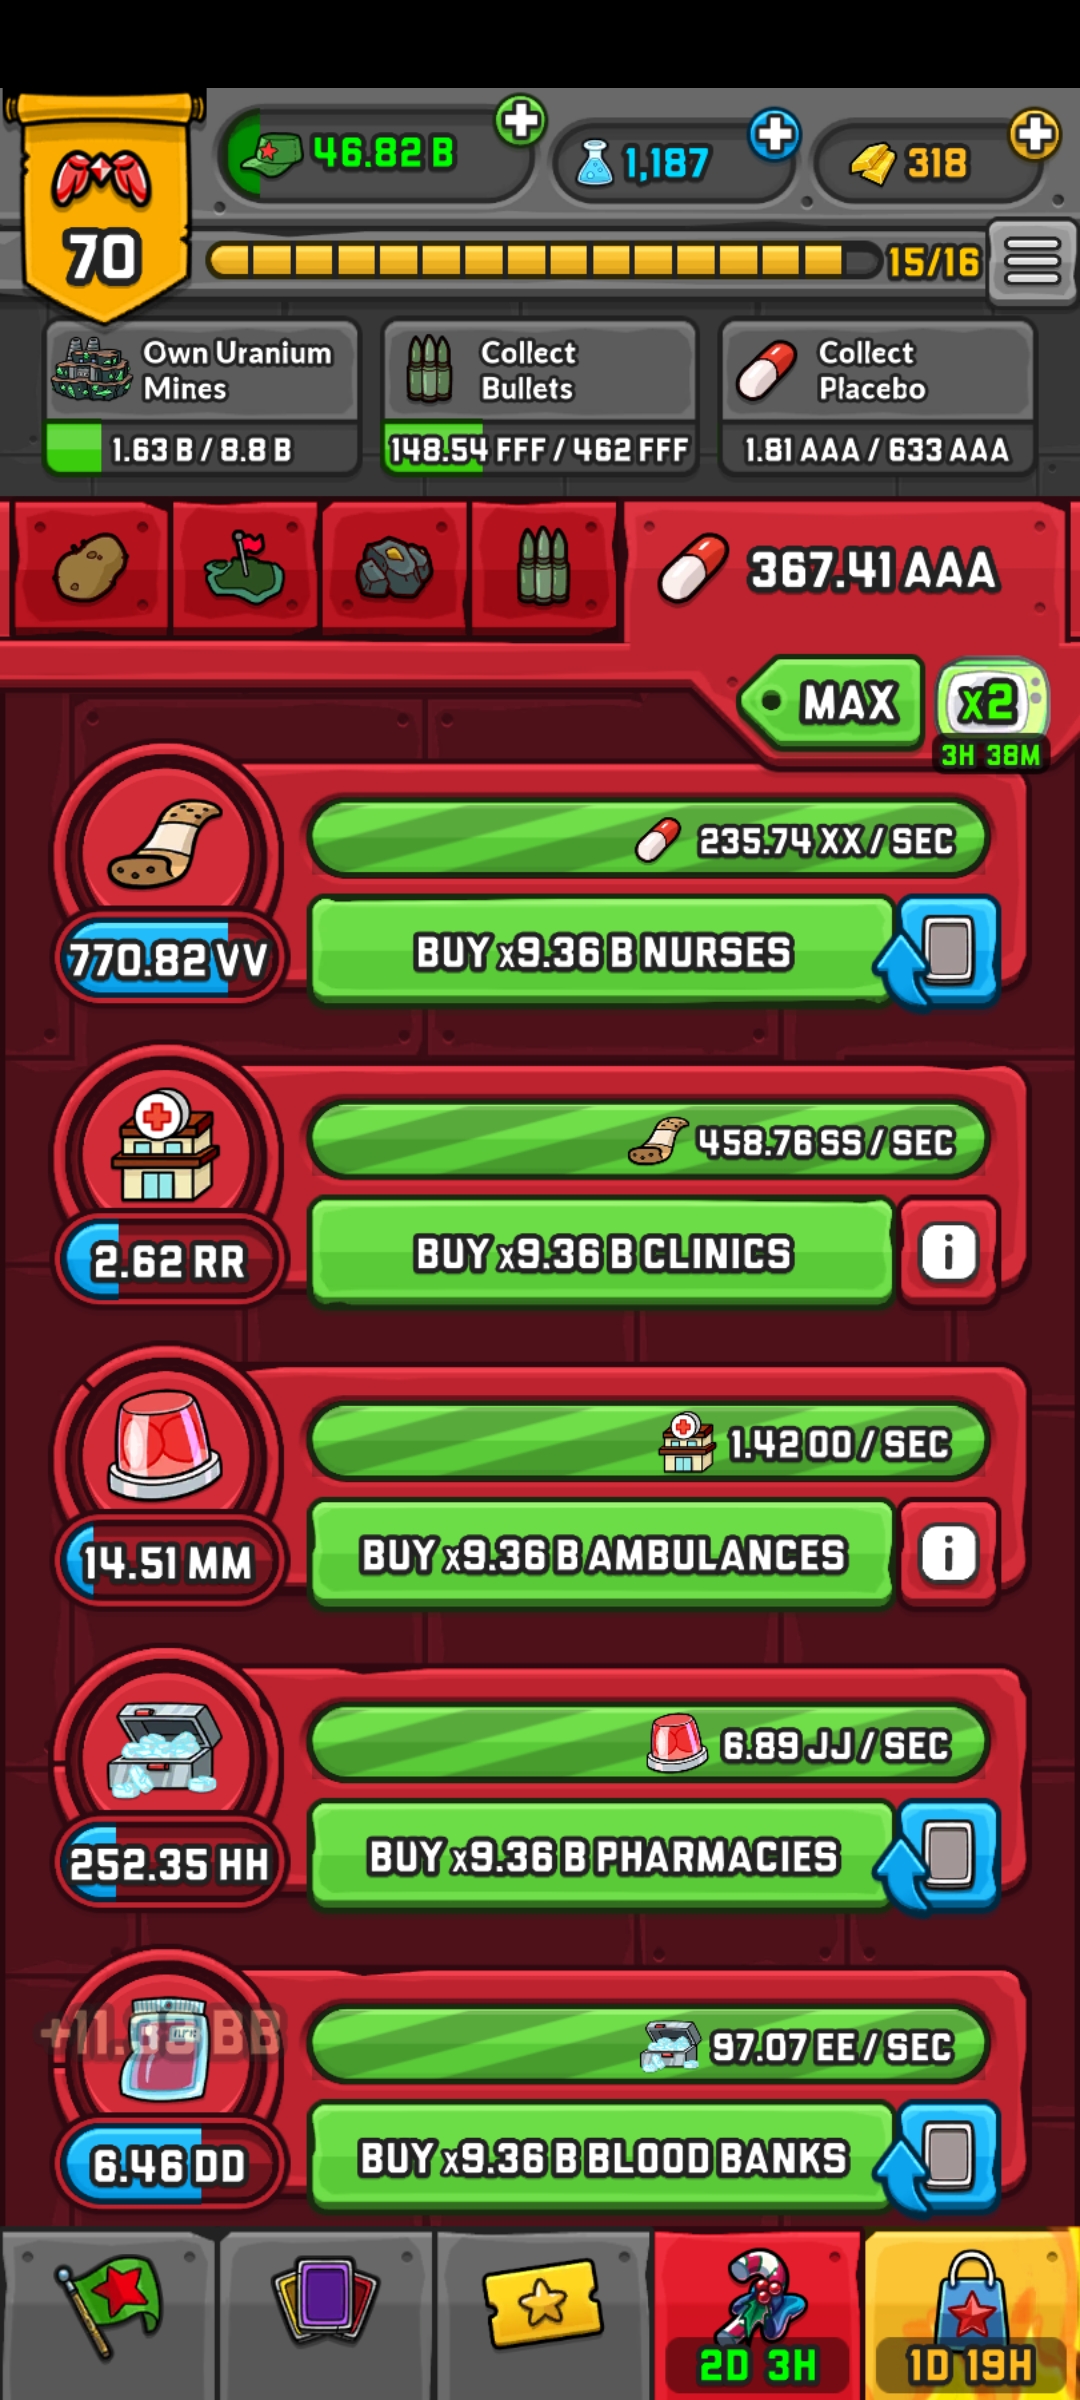 46.82 B
1,187
318
70
15/16
Own Uranium
Mines
Collect
Bullets
Collect
Placebo
1.63 B / 8.8 B
148.54 FFF / 462 FFF
1.81 AAA / 633 AAA
367.41 AAA
MAX
x2
3H 38M
235.74 XX / SEC
770.82 VV
BUY x9.36 B NURSES
458.76 SS / SEC
2.62 RR
BUY x9.36 B CLINICS
i
1.42 OO / SEC
14.51 MM
BUY x9.36 B AMBULANCES
i
6.89 JJ / SEC
252.35 HH
BUY x9.36 B PHARMACIES
97.07 EE / SEC
6.46 DD
BUY x9.36 B BLOOD BANKS
2D 3H
1D 19H